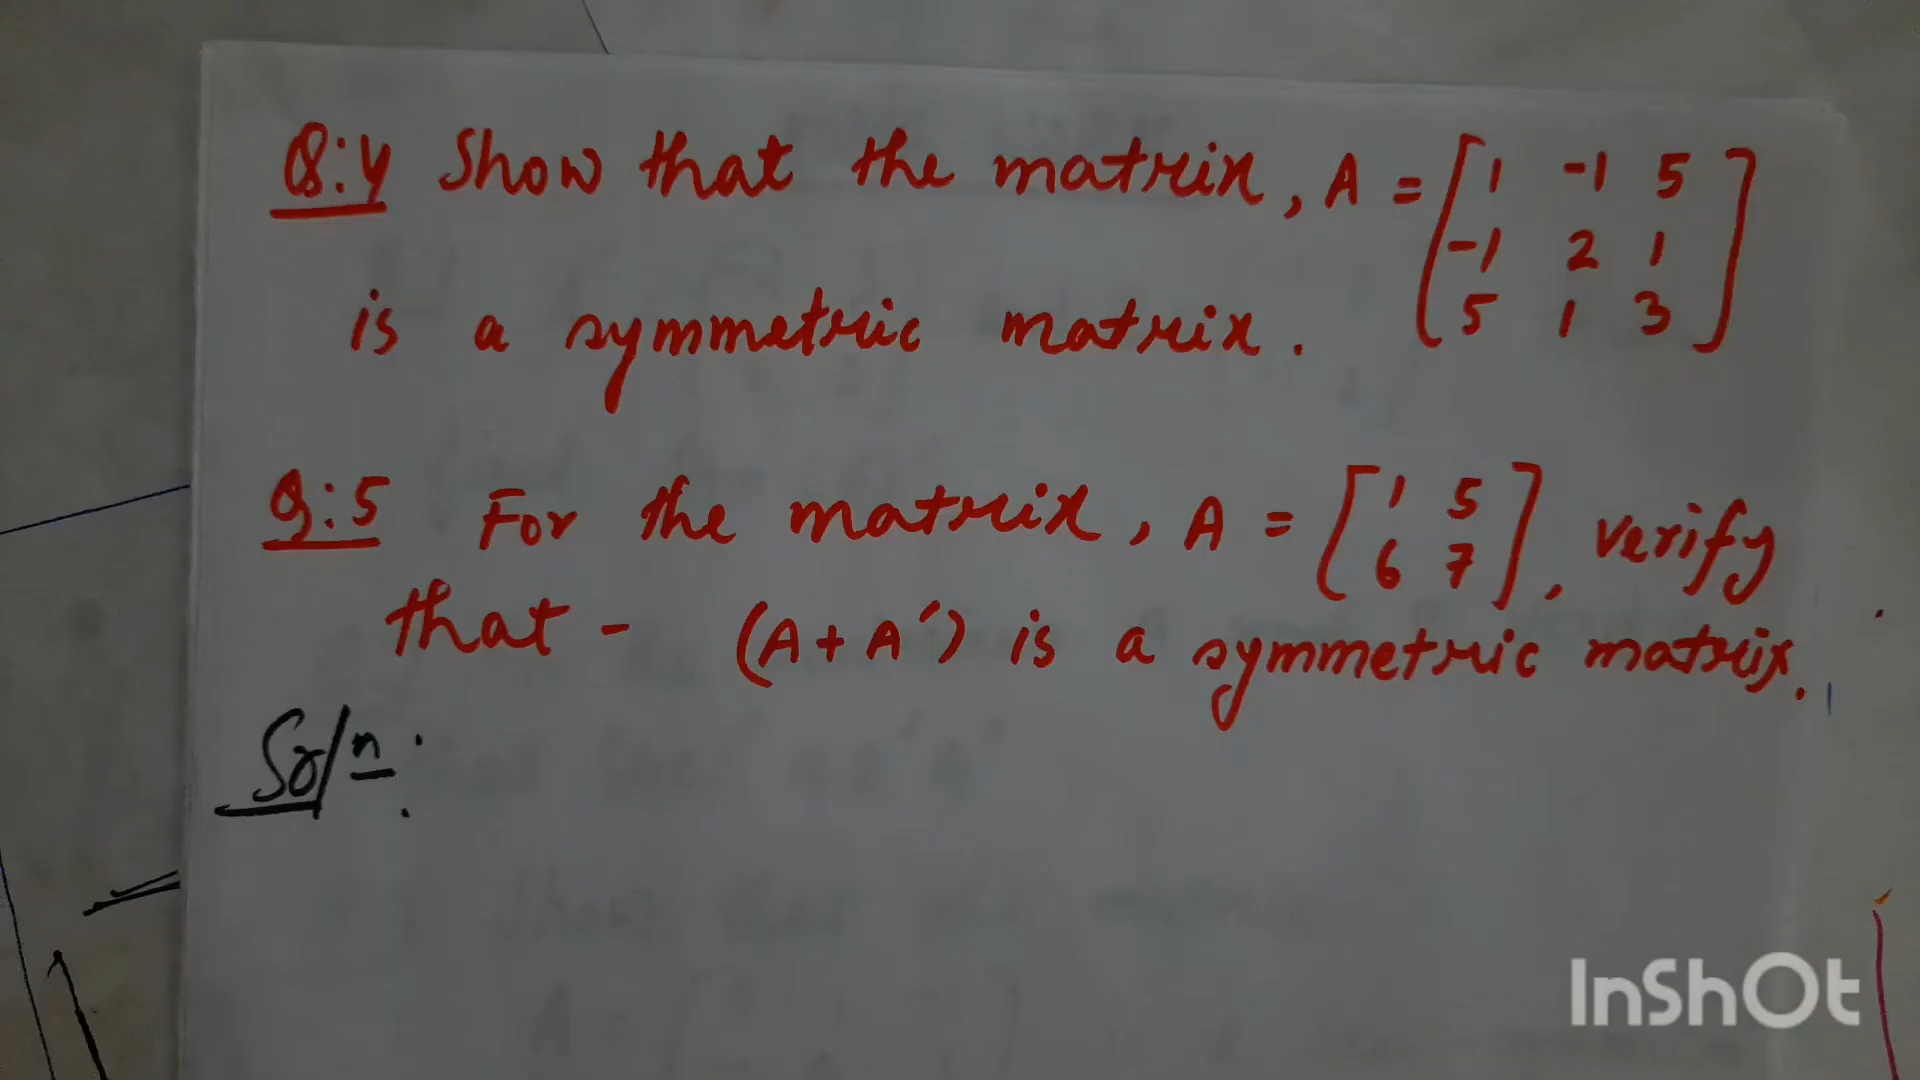 Q:4 Show that the matrix, A = [1 -1 5
-1 2 1
5 1 3]
is a symmetric matrix.
Q:5 For the matrix, A = [1 5
6 7], verify
that - (A + A′) is a symmetric matrix.
Sol n:
InShOt